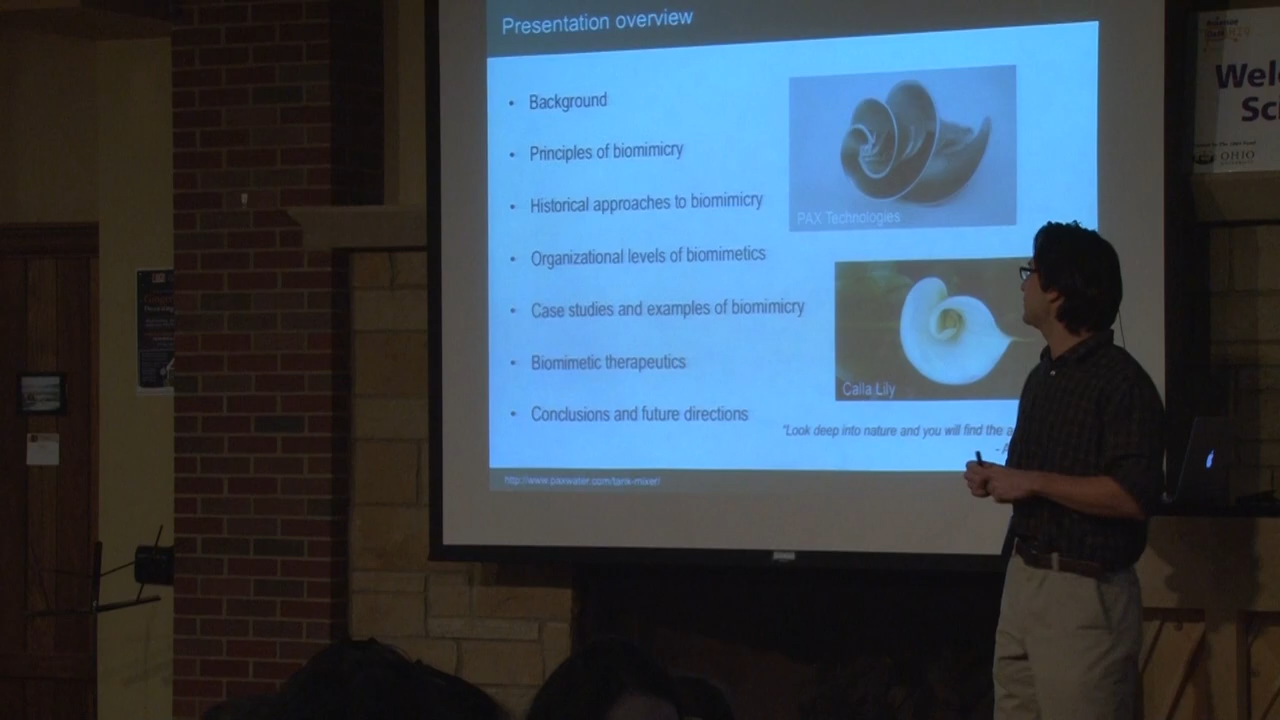 Presentation overview
• Background
• Principles of biomimicry
• Historical approaches to biomimicry
• Organizational levels of biomimetics
• Case studies and examples of biomimicry
• Biomimetic therapeutics
• Conclusions and future directions
PAX Technologies
Calla Lily
"Look deep into nature and you will find the a
http://www.paxwater.com/tank-mixer/
Wel
Sc
OHIO